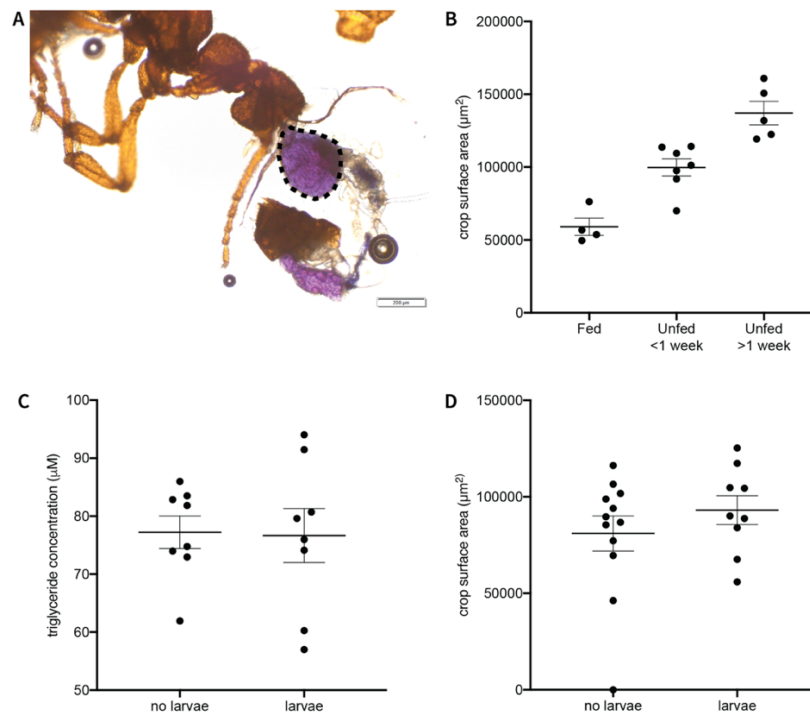 A
200 µm
B
crop surface area (µm²)
200000
150000
100000
50000
0
Fed
Unfed
<1 week
Unfed
>1 week
C
triglyceride concentration (µM)
100
90
80
70
60
50
no larvae
larvae
D
crop surface area (µm²)
150000
100000
50000
0
no larvae
larvae